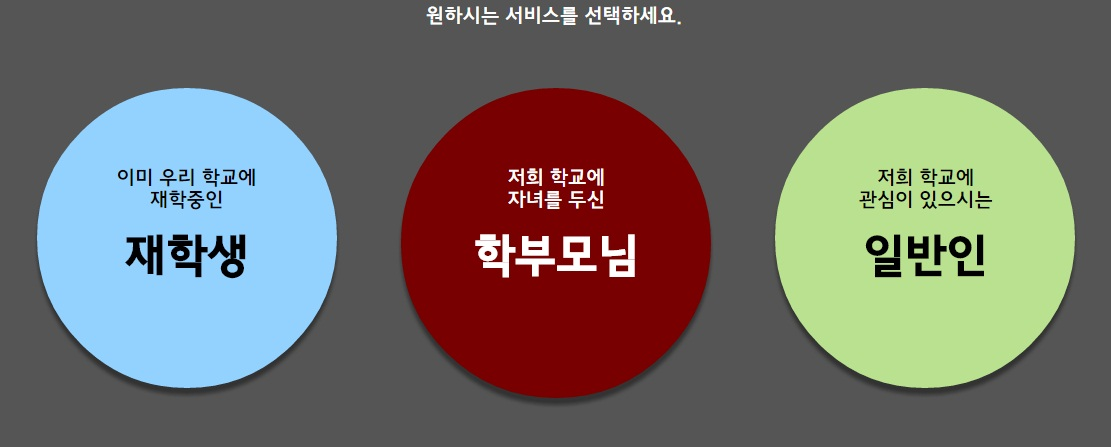 원하시는 서비스를 선택하세요.
이미 우리 학교에
재학중인
재학생
저희 학교에
자녀를 두신
학부모님
저희 학교에
관심이 있으시는
일반인